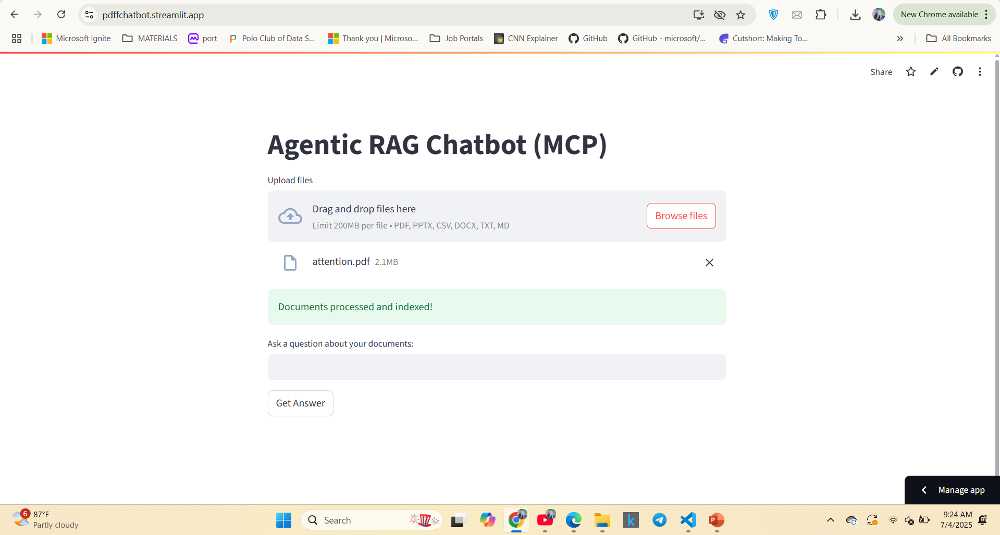 pdffchatbot.streamlit.app
New Chrome available
Microsoft Ignite
MATERIALS
port
Polo Club of Data S...
Thank you | Microso...
Job Portals
CNN Explainer
GitHub
GitHub - microsoft/...
Cutshort: Making To...
All Bookmarks
Share
Agentic RAG Chatbot (MCP)
Upload files
Drag and drop files here
Limit 200MB per file • PDF, PPTX, CSV, DOCX, TXT, MD
Browse files
attention.pdf 2.1MB
Documents processed and indexed!
Ask a question about your documents:
Get Answer
Manage app
6
87°F
Partly cloudy
Search
9:24 AM
7/4/2025